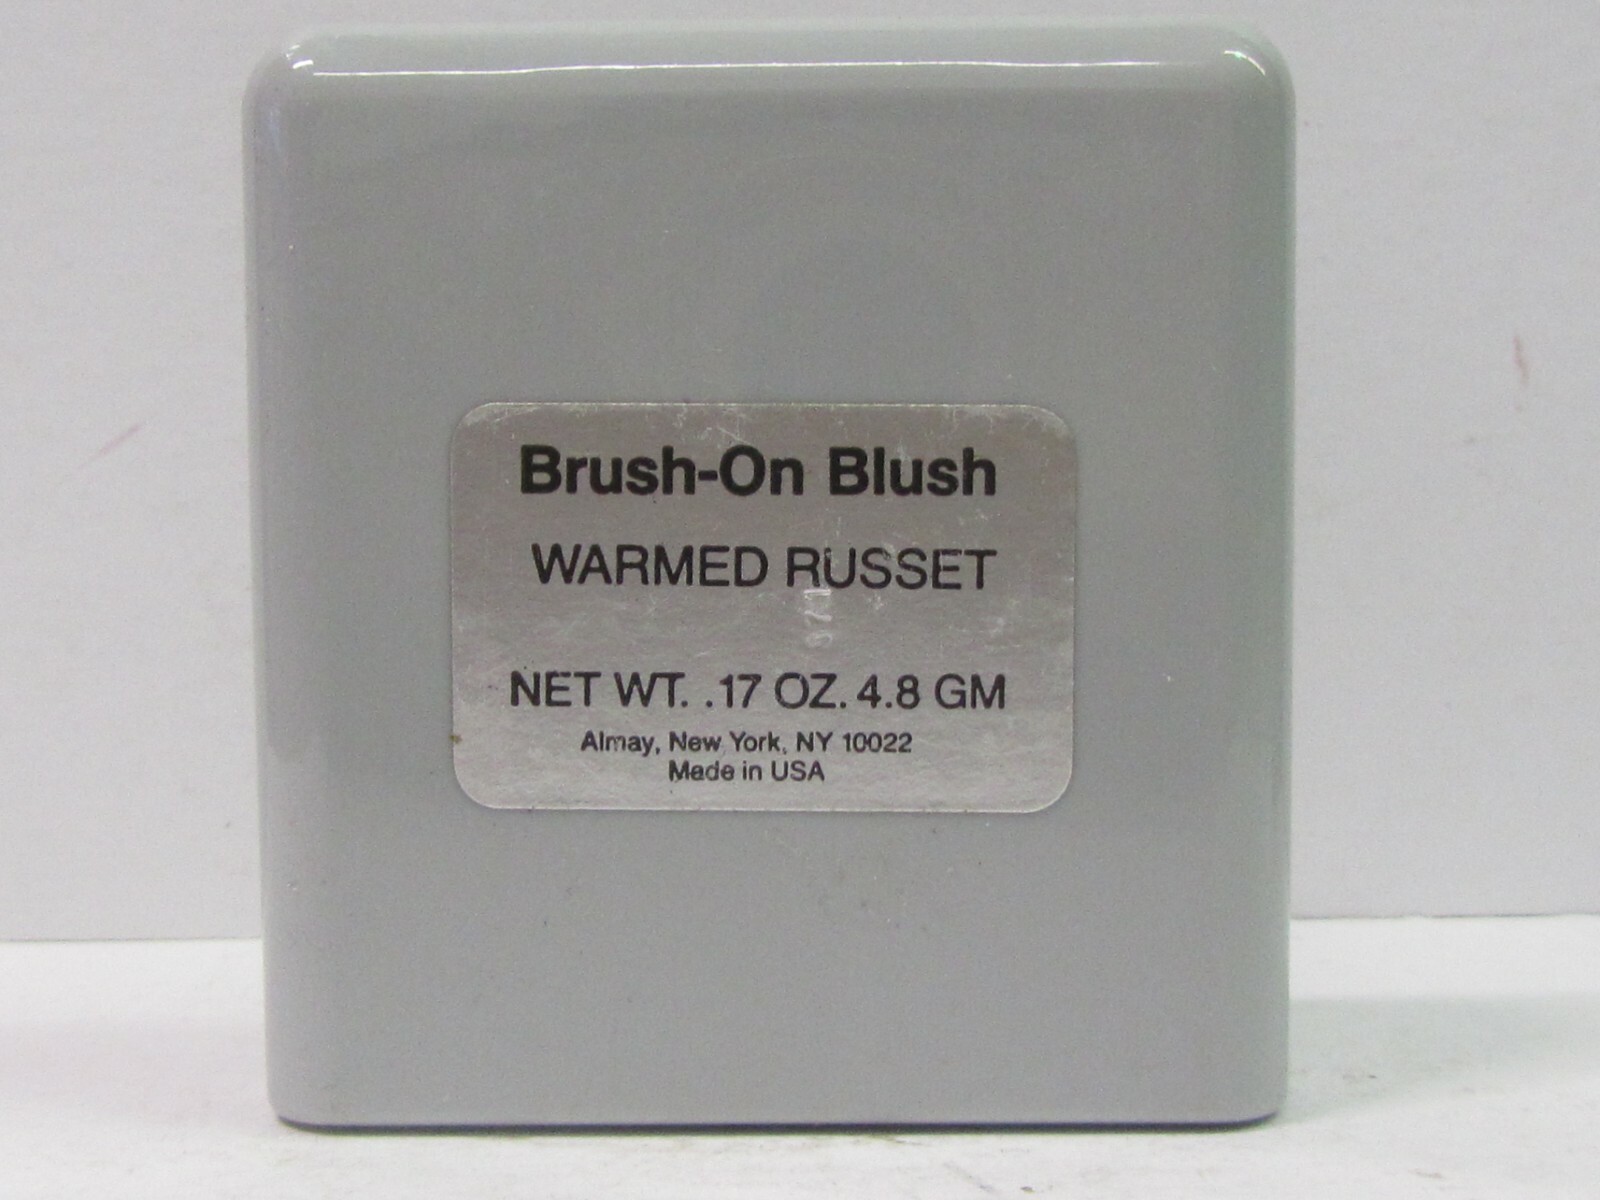 Brush-On Blush
WARMED RUSSET
NET WT. .17 OZ. 4.8 GM
Almay, New York, NY 10022
Made in USA